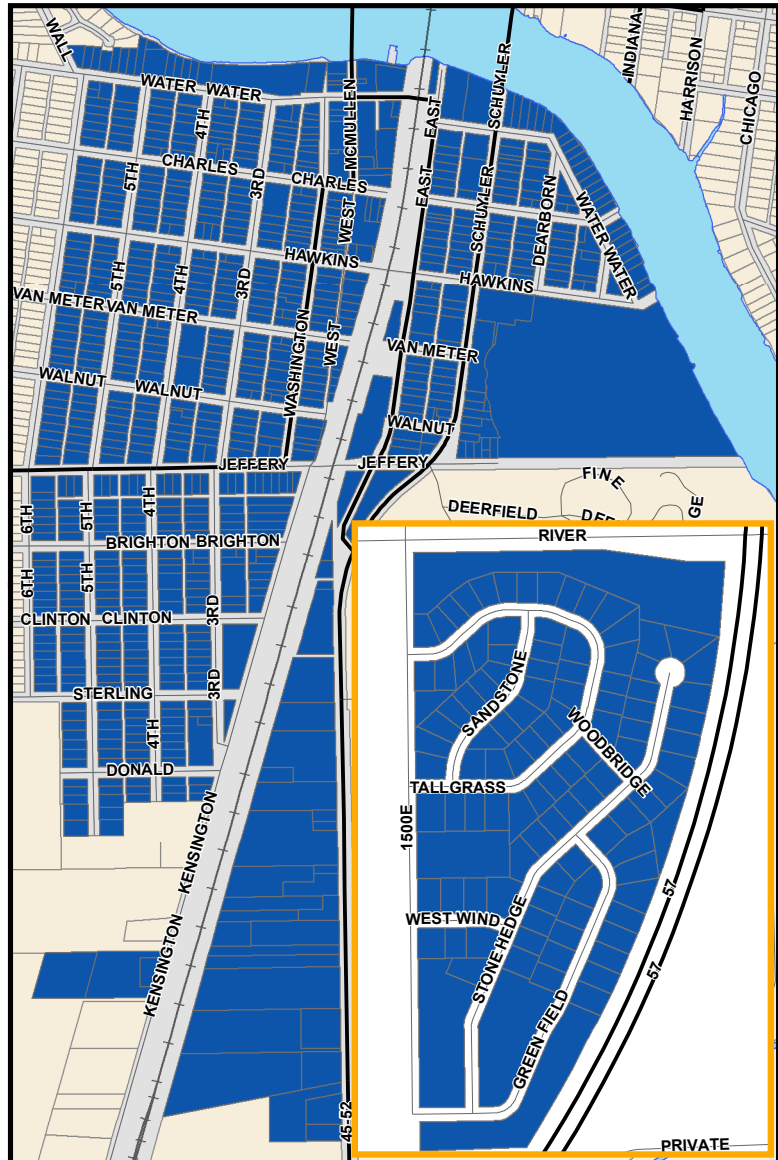 WALL
INDIANA
HARRISON
CHICAGO
WATER WATER
MCMULLEN
SCHUYLER
EAST
4TH
CHARLES
CHARLES
5TH
3RD
EAST
SCHUYLER
DEARBORN
WATER WATER
WEST
HAWKINS
HAWKINS
5TH
4TH
3RD
VAN METER VAN METER
WASHINGTON
WEST
VAN METER
WALNUT
WALNUT
WALNUT
JEFFERY
JEFFERY
FINE
DEERFIELD
GE
6TH
5TH
4TH
BRIGHTON BRIGHTON
RIVER
6TH
5TH
3RD
CLINTON CLINTON
STERLING
3RD
4TH
DONALD
SANDSTONE
WOODBRIDGE
TALLGRASS
1500E
KENSINGTON
KENSINGTON
WEST WIND
STONE HEDGE
GREEN FIELD
57
57
45-52
PRIVATE